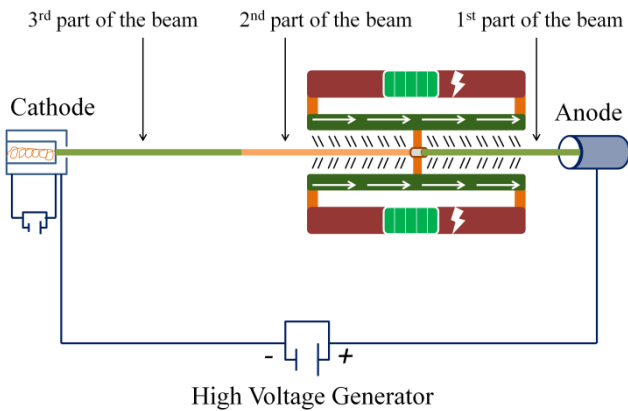 3rd part of the beam
2nd part of the beam
1st part of the beam
Cathode
Anode
- +
High Voltage Generator